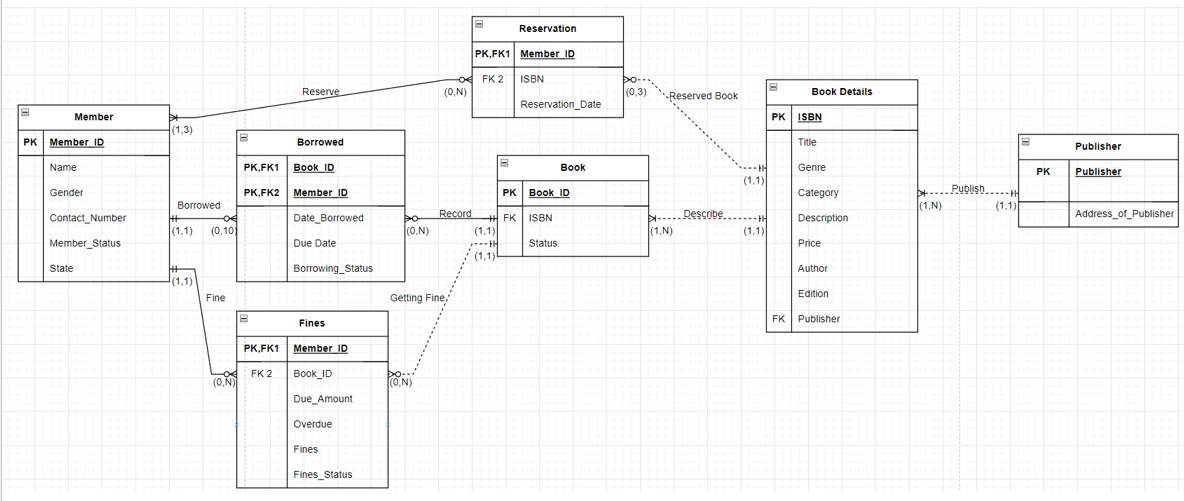 Reservation
PK,FK1 Member_ID
FK 2 ISBN
Reservation_Date
Reserve
(0,N)
(0,3)
Reserved Book
(1,1)
Member
PK Member_ID
Name
Gender
Contact_Number
Member_Status
State
(1,3)
Borrowed
(1,1)
(0,10)
(1,1)
Fine
(0,N)
Borrowed
PK,FK1 Book_ID
PK,FK2 Member_ID
Date_Borrowed
Due Date
Borrowing_Status
Record
(0,N)
(1,1)
(1,1)
Getting Fine
(0,N)
Book
PK Book_ID
FK ISBN
Status
Describe
(1,N)
(1,1)
Book Details
PK ISBN
Title
Genre
Category
Description
Price
Author
Edition
FK Publisher
Publish
(1,N)
(1,1)
Publisher
PK Publisher
Address_of_Publisher
Fines
PK,FK1 Member_ID
FK 2 Book_ID
Due_Amount
Overdue
Fines
Fines_Status